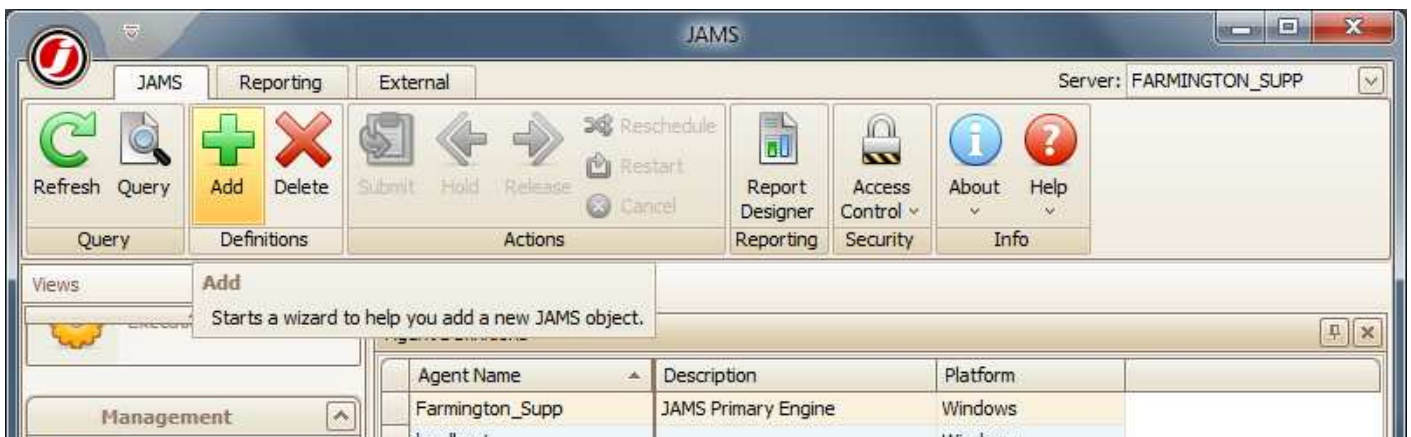 JAMS
JAMS Reporting External Server: FARMINGTON_SUPP
Refresh Query Add Delete Submit Hold Release Reschedule Restart Cancel Report Designer Access Control About Help
Query Definitions Actions Reporting Security Info
Views
Add
Starts a wizard to help you add a new JAMS object.
Agent Name Description Platform
Management
Farmington_Supp JAMS Primary Engine Windows